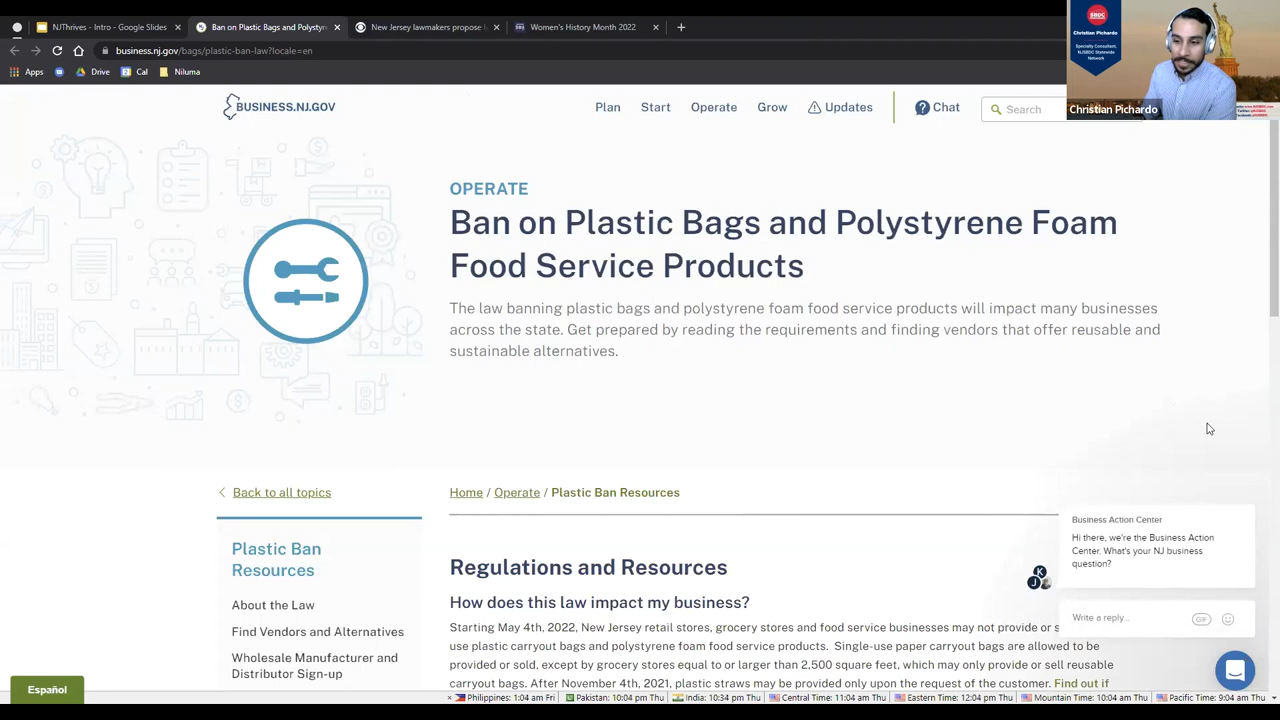 NJThrives - Intro - Google Slides
Ban on Plastic Bags and Polystyr
New Jersey lawmakers propose
Women's History Month 2022
business.nj.gov/bags/plastic-ban-law?locale=en
Apps
Drive
Cal
Niluma
SBDC
Christian Pichardo
Specialty Consultant,
NJSBDC Statewide
Network
Christian Pichardo
BUSINESS.NJ.GOV
Plan
Start
Operate
Grow
Updates
Chat
Search
OPERATE
Ban on Plastic Bags and Polystyrene Foam
Food Service Products
The law banning plastic bags and polystyrene foam food service products will impact many businesses
across the state. Get prepared by reading the requirements and finding vendors that offer reusable and
sustainable alternatives.
Back to all topics
Home / Operate / Plastic Ban Resources
Plastic Ban
Resources
About the Law
Find Vendors and Alternatives
Wholesale Manufacturer and
Distributor Sign-up
Regulations and Resources
How does this law impact my business?
Starting May 4th, 2022, New Jersey retail stores, grocery stores and food service businesses may not provide or s
use plastic carryout bags and polystyrene foam food service products. Single-use paper carryout bags are allowed to be
provided or sold, except by grocery stores equal to or larger than 2,500 square feet, which may only provide or sell reusable
carryout bags. After November 4th, 2021, plastic straws may be provided only upon the request of the customer. Find out if
Business Action Center
Hi there, we're the Business Action
Center. What's your NJ business
question?
K
J
Write a reply...
GIF
Español
Philippines: 1:04 am Fri
Pakistan: 10:04 pm Thu
India: 10:34 pm Thu
Central Time: 11:04 am Thu
Eastern Time: 12:04 pm Thu
Mountain Time: 10:04 am Thu
Pacific Time: 9:04 am Thu